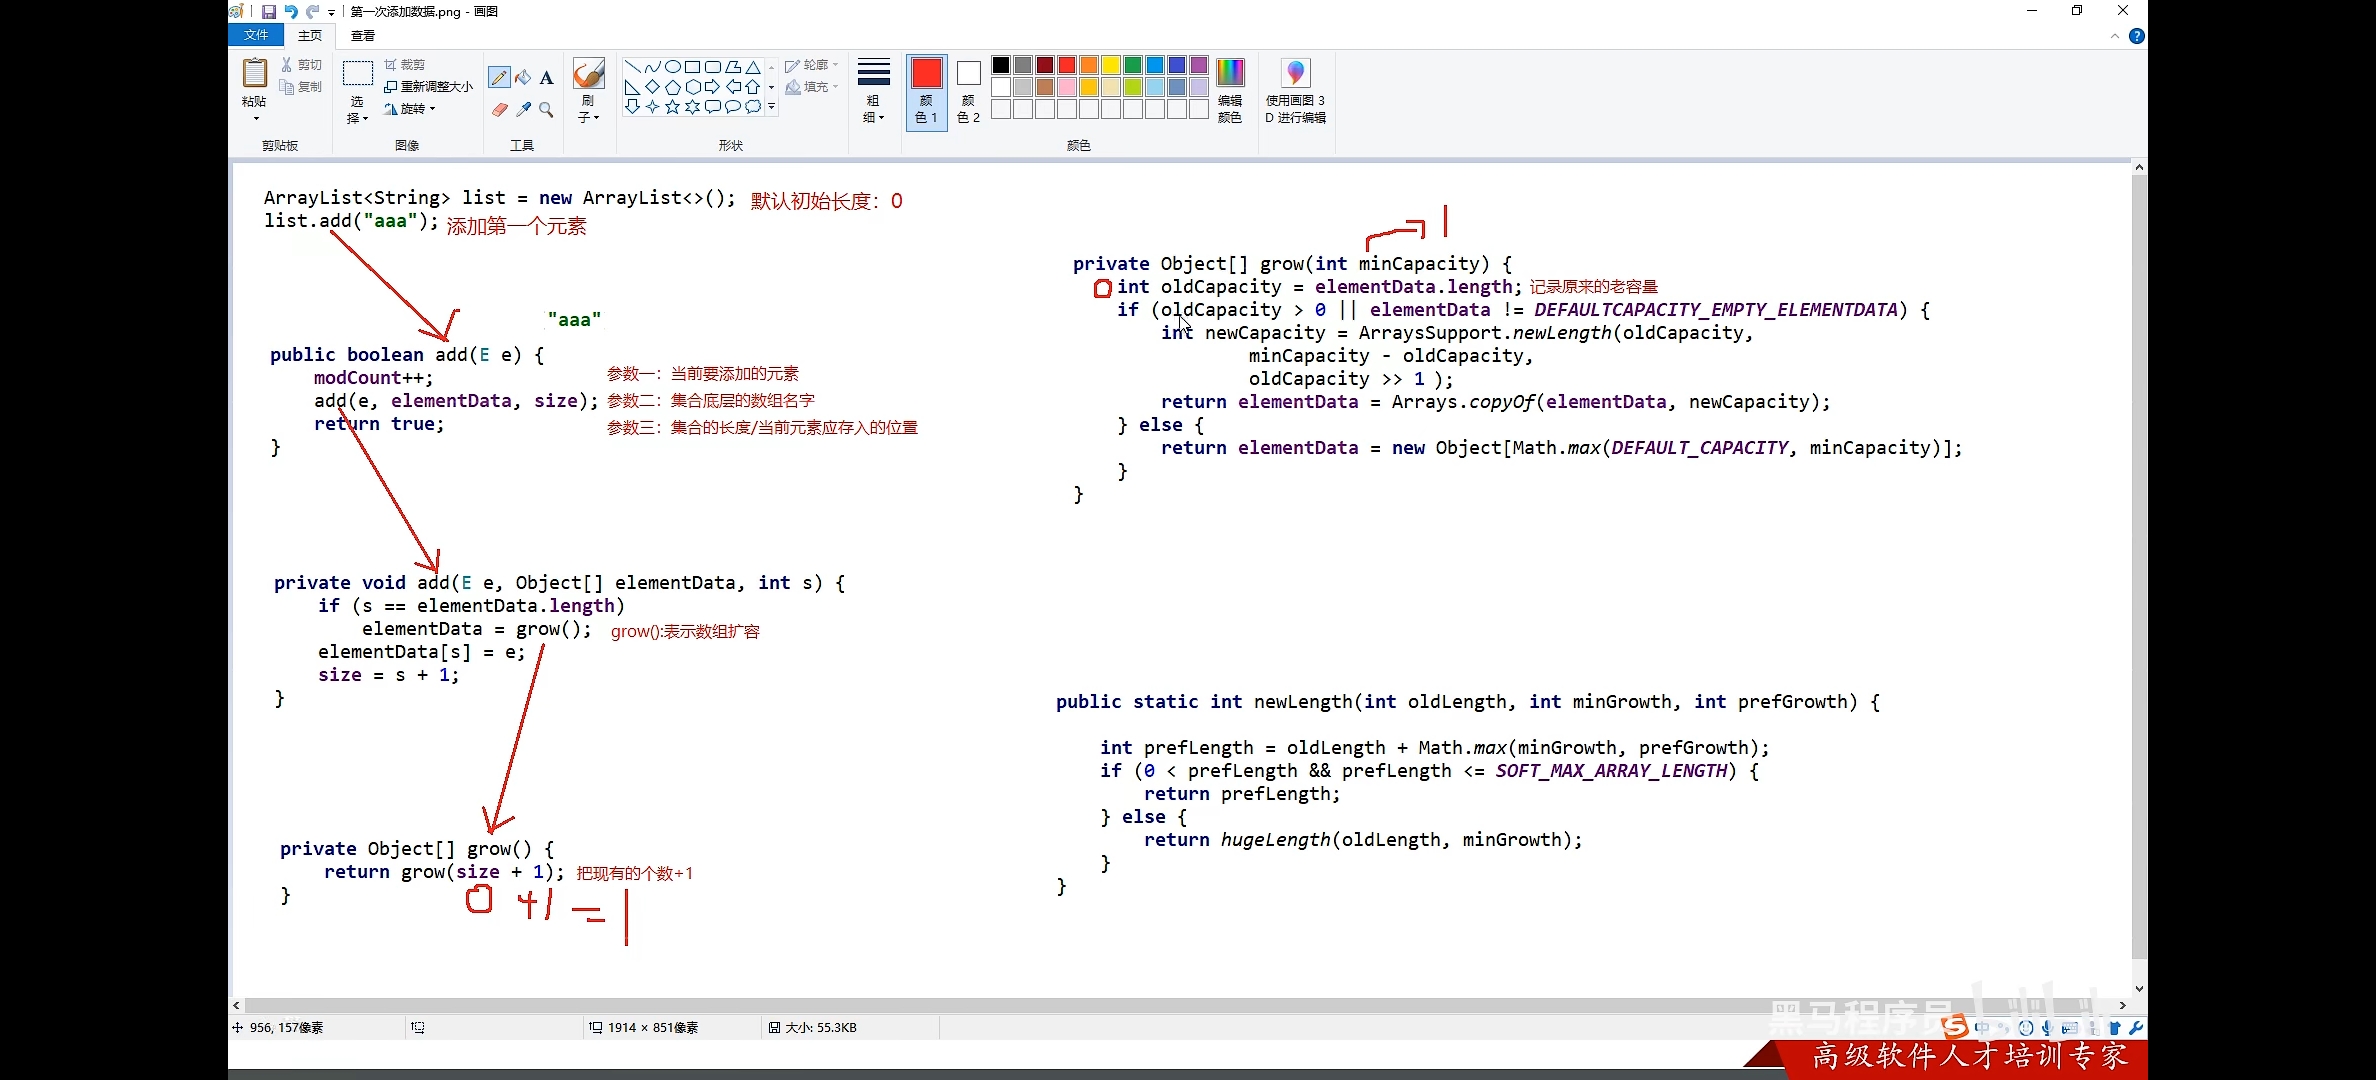 第一次添加数据.png - 画图
文件 主页 查看
粘贴 剪切 复制 剪贴板
选择 裁剪 重新调整大小 旋转 图像
A 工具
刷子
轮廓 填充 形状
粗细
颜色 1 颜色 2 编辑颜色 颜色
使用画图 3D 进行编辑
ArrayList<String> list = new ArrayList<>(); 默认初始长度：0
list.add("aaa"); 添加第一个元素
"aaa"
public boolean add(E e) {
modCount++;
add(e, elementData, size);
return true;
}
参数一：当前要添加的元素
参数二：集合底层的数组名字
参数三：集合的长度/当前元素应存入的位置
private void add(E e, Object[] elementData, int s) {
if (s == elementData.length)
elementData = grow(); grow():表示数组扩容
elementData[s] = e;
size = s + 1;
}
private Object[] grow() {
return grow(size + 1); 把现有的个数+1
}
0 +1 = 1
1
private Object[] grow(int minCapacity) {
0 int oldCapacity = elementData.length; 记录原来的老容量
if (oldCapacity > 0 || elementData != DEFAULTCAPACITY_EMPTY_ELEMENTDATA) {
int newCapacity = ArraysSupport.newLength(oldCapacity,
minCapacity - oldCapacity,
oldCapacity >> 1 );
return elementData = Arrays.copyOf(elementData, newCapacity);
} else {
return elementData = new Object[Math.max(DEFAULT_CAPACITY, minCapacity)];
}
}
public static int newLength(int oldLength, int minGrowth, int prefGrowth) {
int prefLength = oldLength + Math.max(minGrowth, prefGrowth);
if (0 < prefLength && prefLength <= SOFT_MAX_ARRAY_LENGTH) {
return prefLength;
} else {
return hugeLength(oldLength, minGrowth);
}
}
956, 157像素 1914 × 851像素 大小: 55.3KB
黑马程序员
中
高级软件人才培训专家